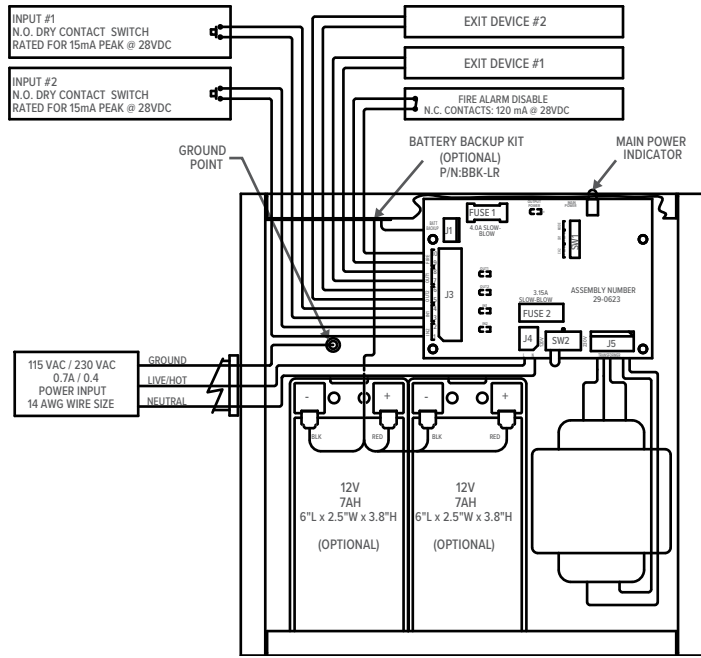 INPUT #1
N.O. DRY CONTACT SWITCH
RATED FOR 15mA PEAK @ 28VDC
INPUT #2
N.O. DRY CONTACT SWITCH
RATED FOR 15mA PEAK @ 28VDC
EXIT DEVICE #2
EXIT DEVICE #1
FIRE ALARM DISABLE
N.C. CONTACTS: 120 mA @ 28VDC
GROUND
POINT
BATTERY BACKUP KIT
(OPTIONAL)
P/N:BBK-LR
MAIN POWER
INDICATOR
FUSE 1
4.0A SLOW-
BLOW
J1
SW1
J3
ASSEMBLY NUMBER
29-0623
3.15A
SLOW-BLOW
FUSE 2
J4
SW2
J5
115 VAC / 230 VAC
0.7A / 0.4
POWER INPUT
14 AWG WIRE SIZE
GROUND
LIVE/HOT
NEUTRAL
- +
- +
BLK RED
BLK RED
12V
7AH
6"L x 2.5"W x 3.8"H
(OPTIONAL)
12V
7AH
6"L x 2.5"W x 3.8"H
(OPTIONAL)